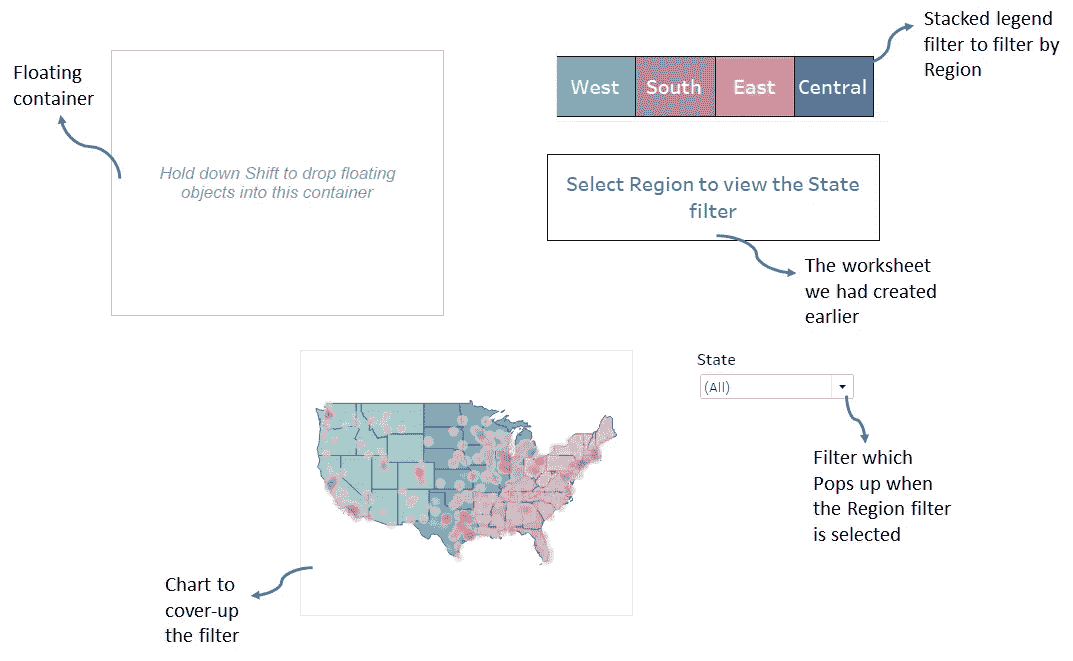 Floating
container
Hold down Shift to drop floating
objects into this container
Stacked legend
filter to filter by
Region
West South East Central
Select Region to view the State
filter
The worksheet
we had created
earlier
State
(All)
Filter which
Pops up when
the Region filter
is selected
Chart to
cover-up
the filter